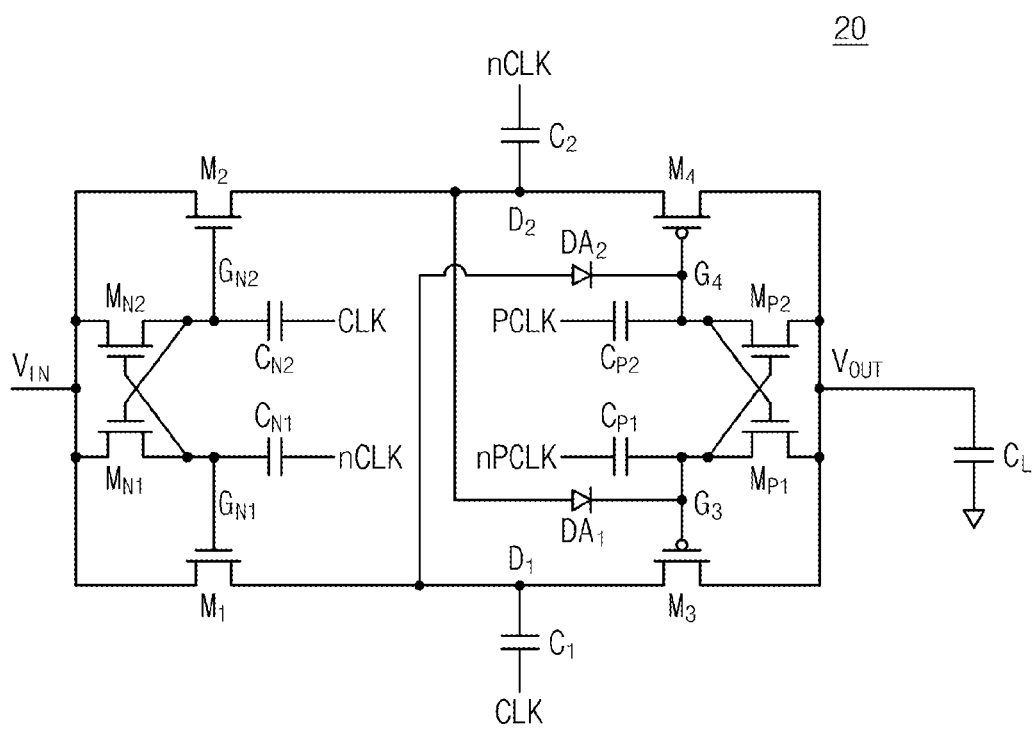 20
nCLK
C2
M2
M4
D2
DA2
GN2
G4
MN2
MP2
CLK
PCLK
CN2
CP2
VIN
VOUT
CN1
CP1
nCLK
nPCLK
CL
MN1
MP1
GN1
G3
DA1
D1
M1
M3
C1
CLK